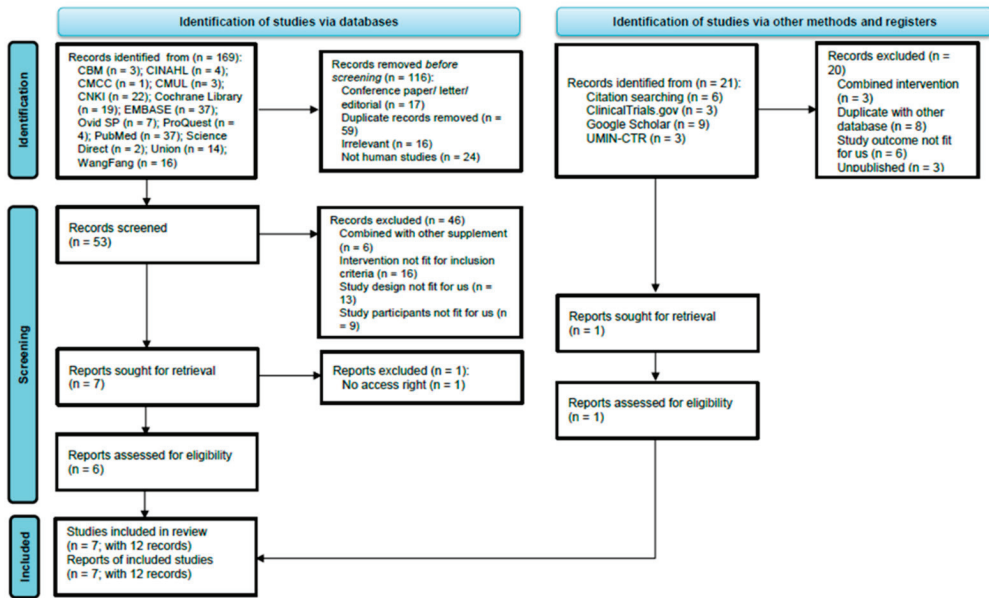 Identification of studies via databases
Identification of studies via other methods and registers
Identification
Records identified from (n = 169):
CBM (n = 3); CINAHL (n = 4);
CMCC (n = 1); CMUL (n= 3);
CNKI (n = 22); Cochrane Library
(n = 19); EMBASE (n = 37);
Ovid SP (n = 7); ProQuest (n =
4); PubMed (n = 37); Science
Direct (n = 2); Union (n = 14);
WangFang (n = 16)
Records removed before
screening (n = 116):
Conference paper/ letter/
editorial (n = 17)
Duplicate records removed (n =
59)
Irrelevant (n = 16)
Not human studies (n = 24)
Records identified from (n = 21):
Citation searching (n = 6)
ClinicalTrials.gov (n = 3)
Google Scholar (n = 9)
UMIN-CTR (n = 3)
Records excluded (n =
20)
Combined intervention
(n = 3)
Duplicate with other
database (n = 8)
Study outcome not fit
for us (n = 6)
Unpublished (n = 3)
Screening
Records screened
(n = 53)
Records excluded (n = 46)
Combined with other supplement
(n = 6)
Intervention not fit for inclusion
criteria (n = 16)
Study design not fit for us (n =
13)
Study participants not fit for us (n
= 9)
Reports sought for retrieval
(n = 7)
Reports excluded (n = 1):
No access right (n = 1)
Reports sought for retrieval
(n = 1)
Reports assessed for eligibility
(n = 6)
Reports assessed for eligibility
(n = 1)
Included
Studies included in review
(n = 7; with 12 records)
Reports of included studies
(n = 7; with 12 records)